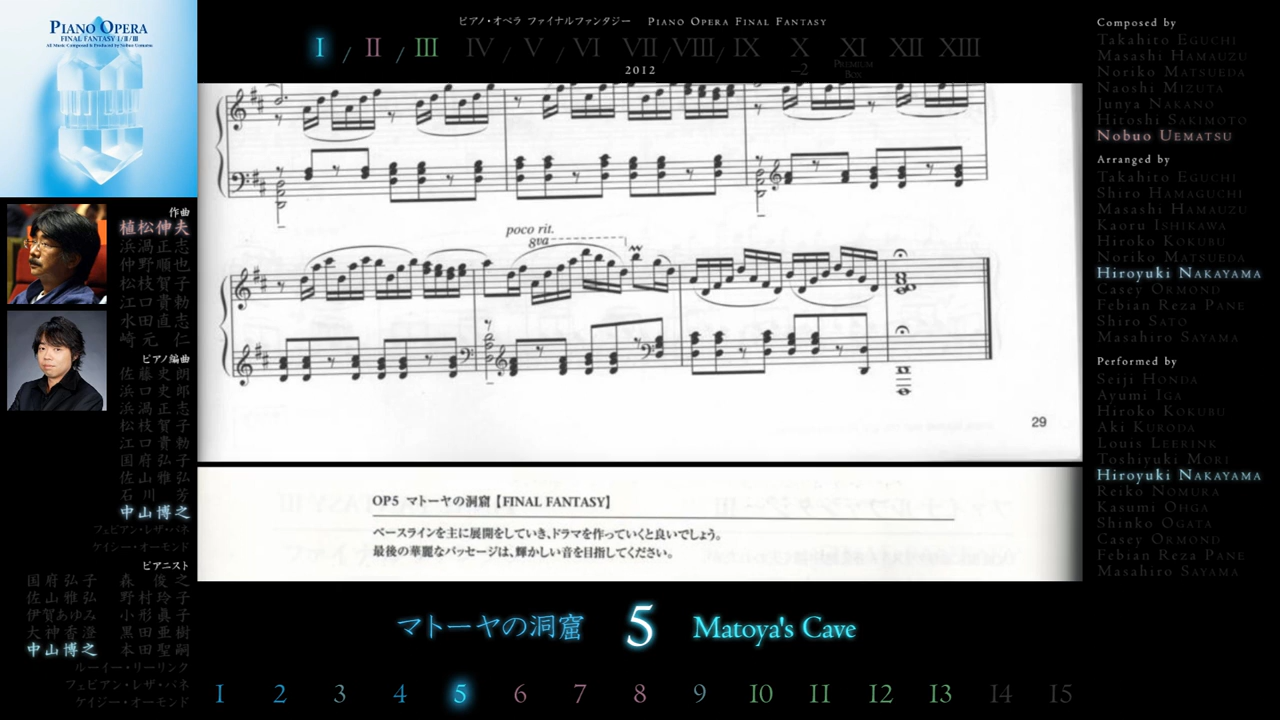 PIANO OPERA
FINAL FANTASY I/II/III
All Music Composed & Produced by Nobuo Uematsu
ピアノ・オペラ ファイナルファンタジー PIANO OPERA FINAL FANTASY
I / II / III IV / V / VI VII / VIII / IX X XI XII XIII
2012
–2 PREMIUM
BOX
作曲
植松伸夫
浜渦正志
仲野順也
松枝賀子
江口貴勅
水田直志
崎元 仁
ピアノ編曲
佐藤史朗
浜口史郎
浜渦正志
松枝賀子
江口貴勅
国府弘子
佐山雅弘
石川 芳
中山博之
フェビアン・レザ・パネ
ケイシー・オーモンド
ピアニスト
国府弘子 森 俊之
佐山雅弘 野村玲子
伊賀あゆみ 小形眞子
大神香澄 黒田亜樹
中山博之 本田聖嗣
ルーイー・リーリンク
フェビアン・レザ・パネ
ケイジー・オーモンド
poco rit.
8va
29
OP5 マトーヤの洞窟【FINAL FANTASY】
ベースラインを主に展開をしていき、ドラマを作っていくと良いでしょう。
最後の華麗なパッセージは、輝かしい音を目指してください。
マトーヤの洞窟 5 Matoya's Cave
1 2 3 4 5 6 7 8 9 10 11 12 13 14 15
Composed by
Takahiro EGUCHI
Masashi HAMAUZU
Noriko MATSUEDA
Naoshi MIZUTA
Junya NAKANO
Hitoshi SAKIMOTO
Nobuo UEMATSU
Arranged by
Takahiro EGUCHI
Shiro HAMAGUCHI
Masashi HAMAUZU
Kaoru ISHIKAWA
Hiroko KOKUBU
Noriko MATSUEDA
Hiroyuki NAKAYAMA
Casey ORMOND
Febian Reza PANE
Shiro SATO
Masahiro SAYAMA
Performed by
Seiji HONDA
Ayumi IGA
Hiroko KOKUBU
Aki KURODA
Louis LEERINK
Toshiyuki MORI
Hiroyuki NAKAYAMA
Reiko NOMURA
Kasumi OHGA
Shinko OGATA
Casey ORMOND
Febian Reza PANE
Masahiro SAYAMA